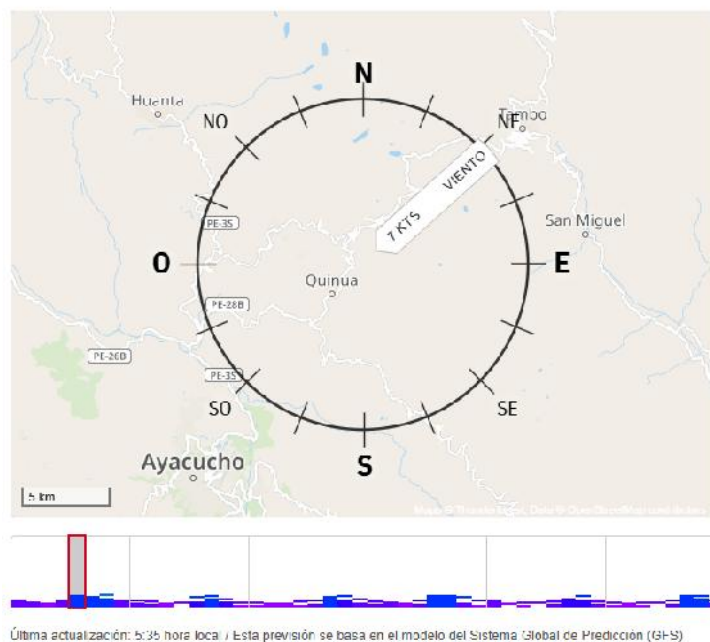 N
Huanta
NO
NE
Tambo
VIENTO
7 KTS
San Miguel
PE-3S
O
E
Quinua
PE-28B
PE-3S
SO
SE
Ayacucho
S
5 km
Última actualización: 5:35 hora local / Esta previsión se basa en el modelo del Sistema Global de Predicción (GFS)